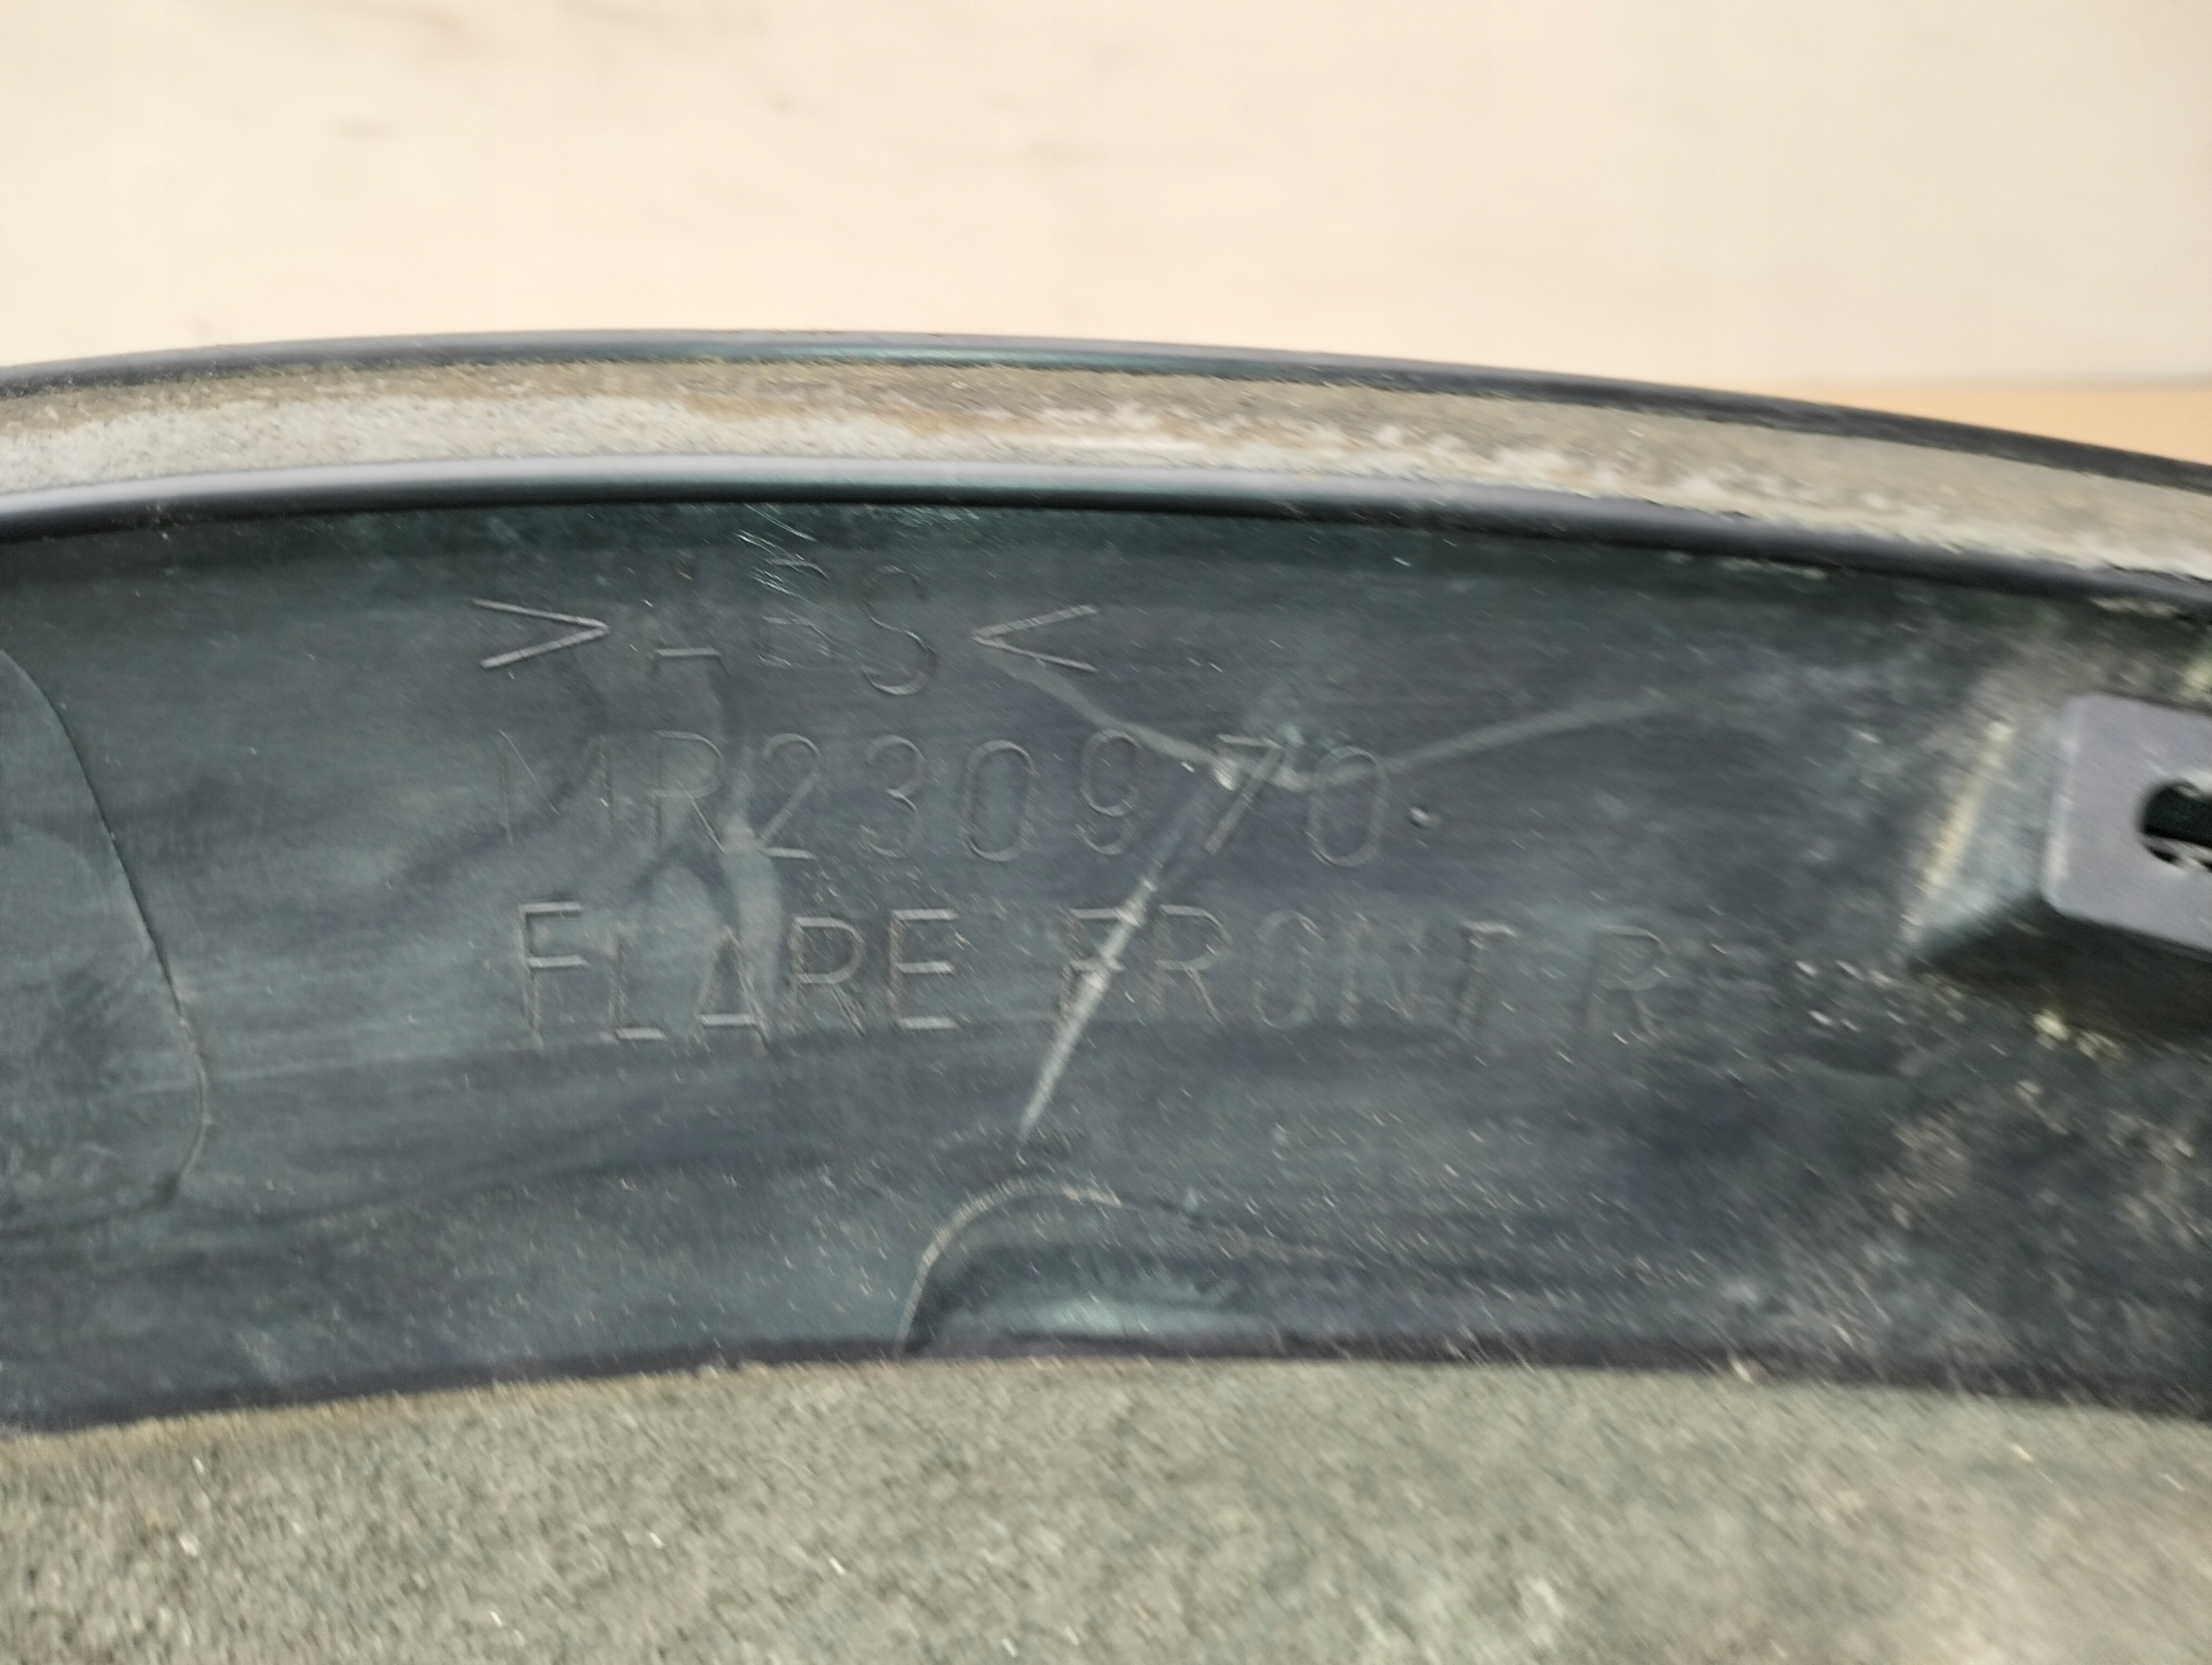 >ABS<
MR230970
FLARE FRONT R